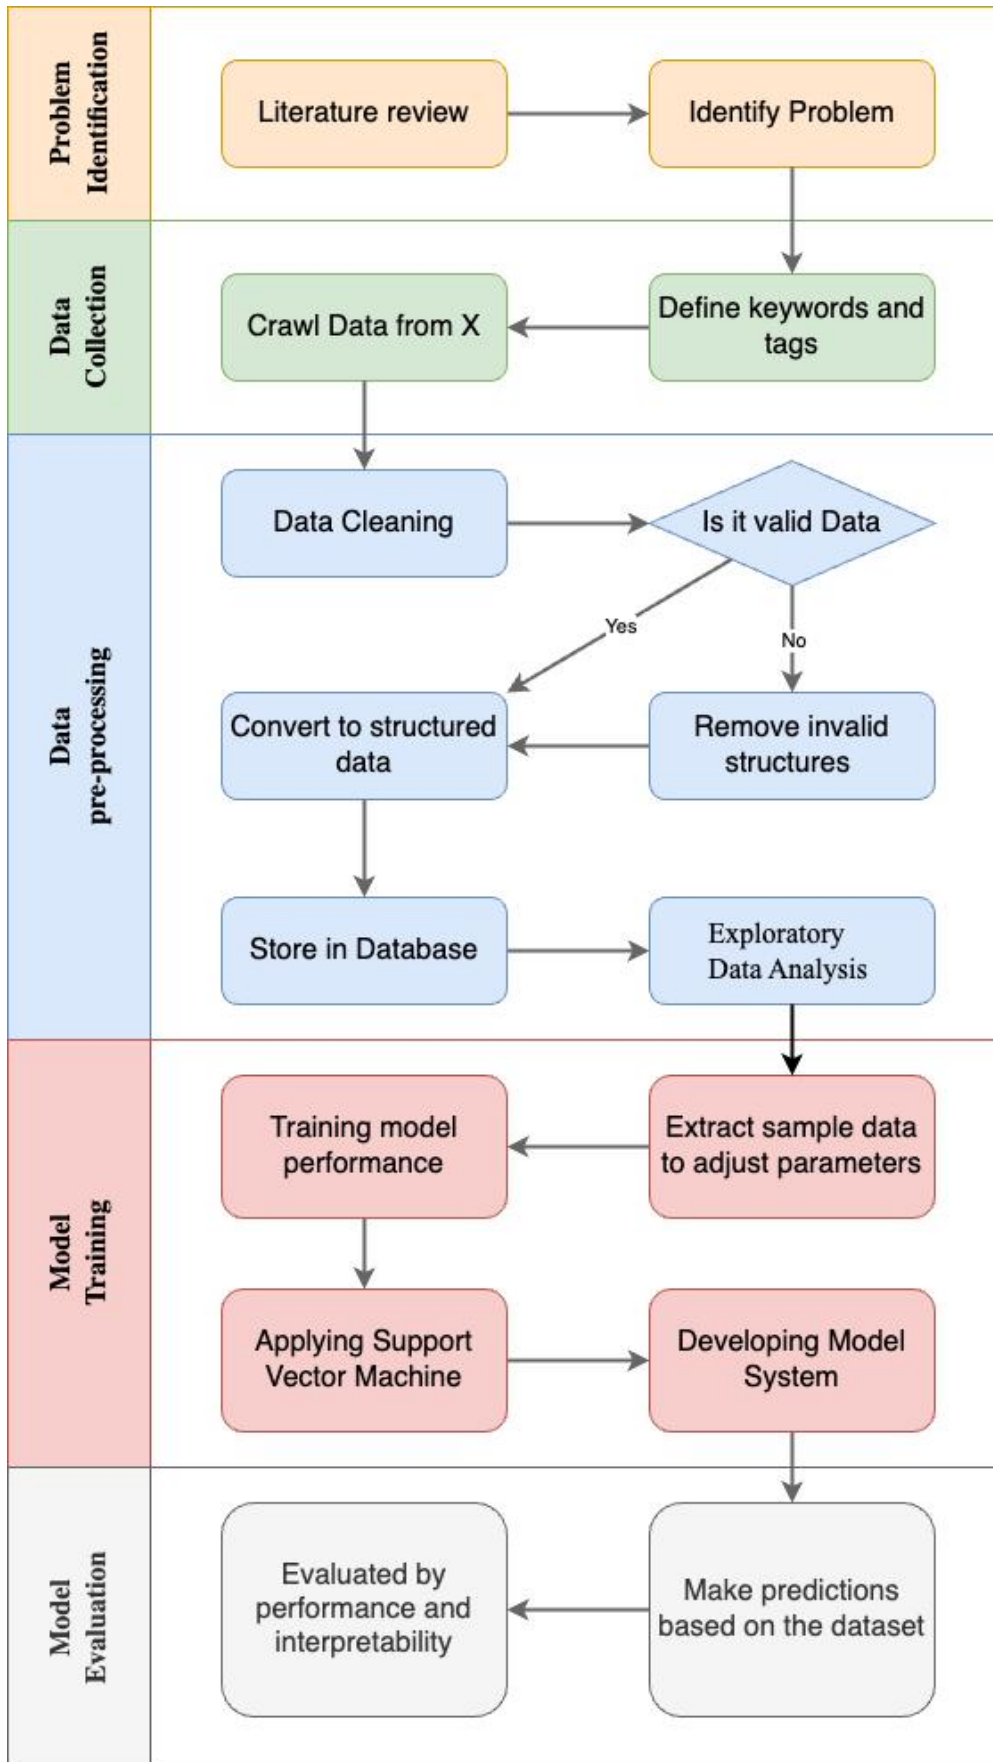 Problem
Identification
Literature review
Identify Problem
Data
Collection
Crawl Data from X
Define keywords and
tags
Data
pre-processing
Data Cleaning
Is it valid Data
Yes
No
Convert to structured
data
Remove invalid
structures
Store in Database
Exploratory
Data Analysis
Model
Training
Training model
performance
Extract sample data
to adjust parameters
Applying Support
Vector Machine
Developing Model
System
Model
Evaluation
Evaluated by
performance and
interpretability
Make predictions
based on the dataset